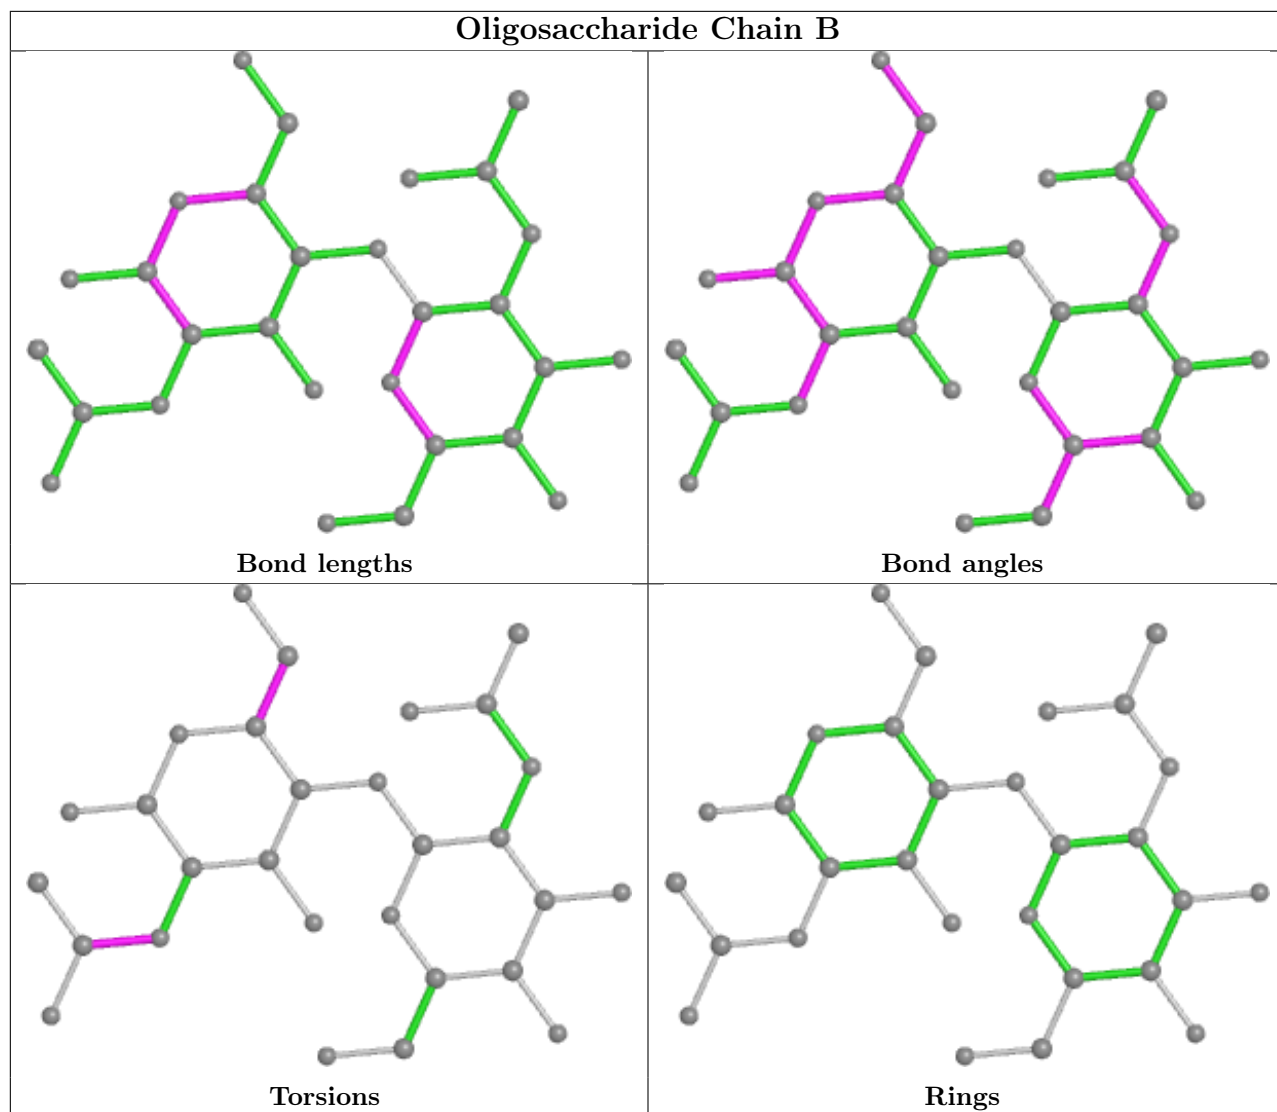 Oligosaccharide Chain B
Bond lengths
Bond angles
Torsions
Rings